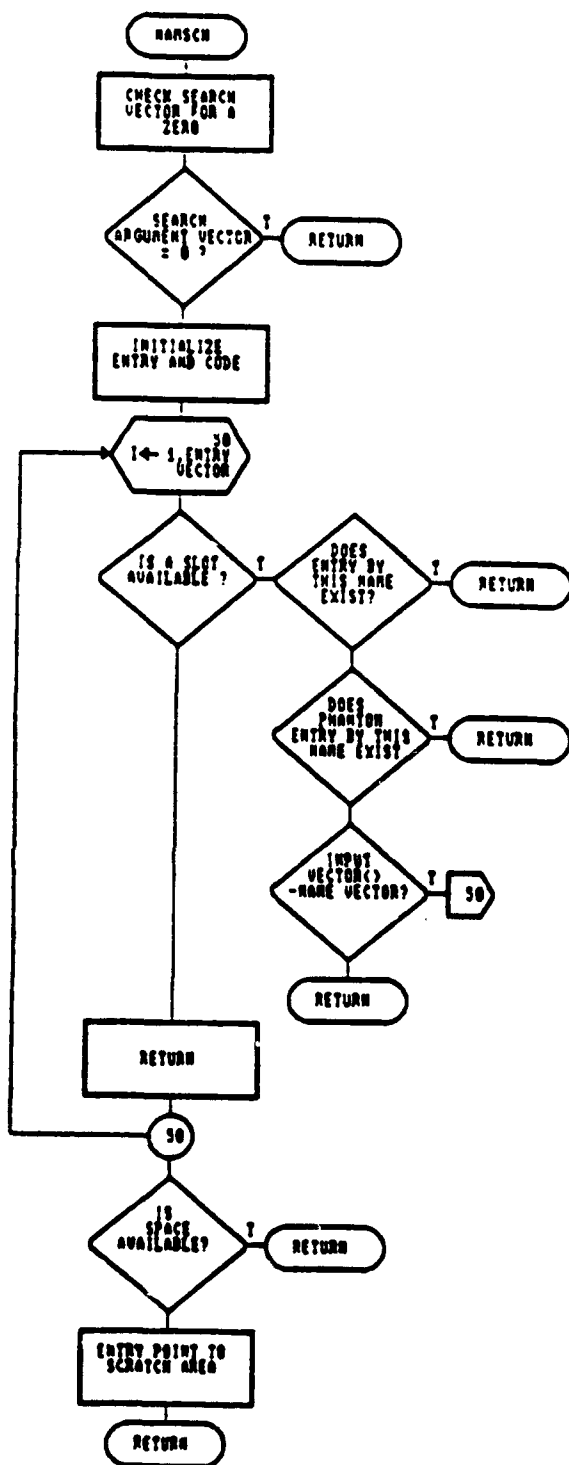 NAMSCN
CHECK SEARCH
VECTOR FOR A
ZERO
SEARCH
ARGUMENT VECTOR
= 0 ?
T
RETURN
INITIALIZE
ENTRY AND CODE
50
I← 1,ENTRY
VECTOR
IS A SLOT
AVAILABLE ?
T
DOES
ENTRY BY
THIS NAME
EXIST?
T
RETURN
DOES
PHANTOM
ENTRY BY THIS
NAME EXIST
T
RETURN
INPUT
VECTOR()
-NAME VECTOR?
T
50
RETURN
RETURN
50
IS
SPACE
AVAILABLE?
T
RETURN
ENTRY POINT TO
SCRATCH AREA
RETURN